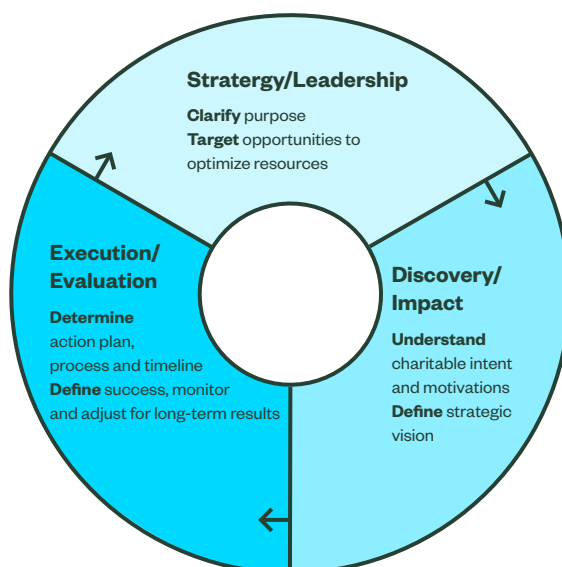 Stratergy/Leadership
Clarify purpose
Target opportunities to
optimize resources
Discovery/
Impact
Understand
charitable intent
and motivations
Define strategic
vision
Execution/
Evaluation
Determine
action plan,
process and timeline
Define success, monitor
and adjust for long-term results